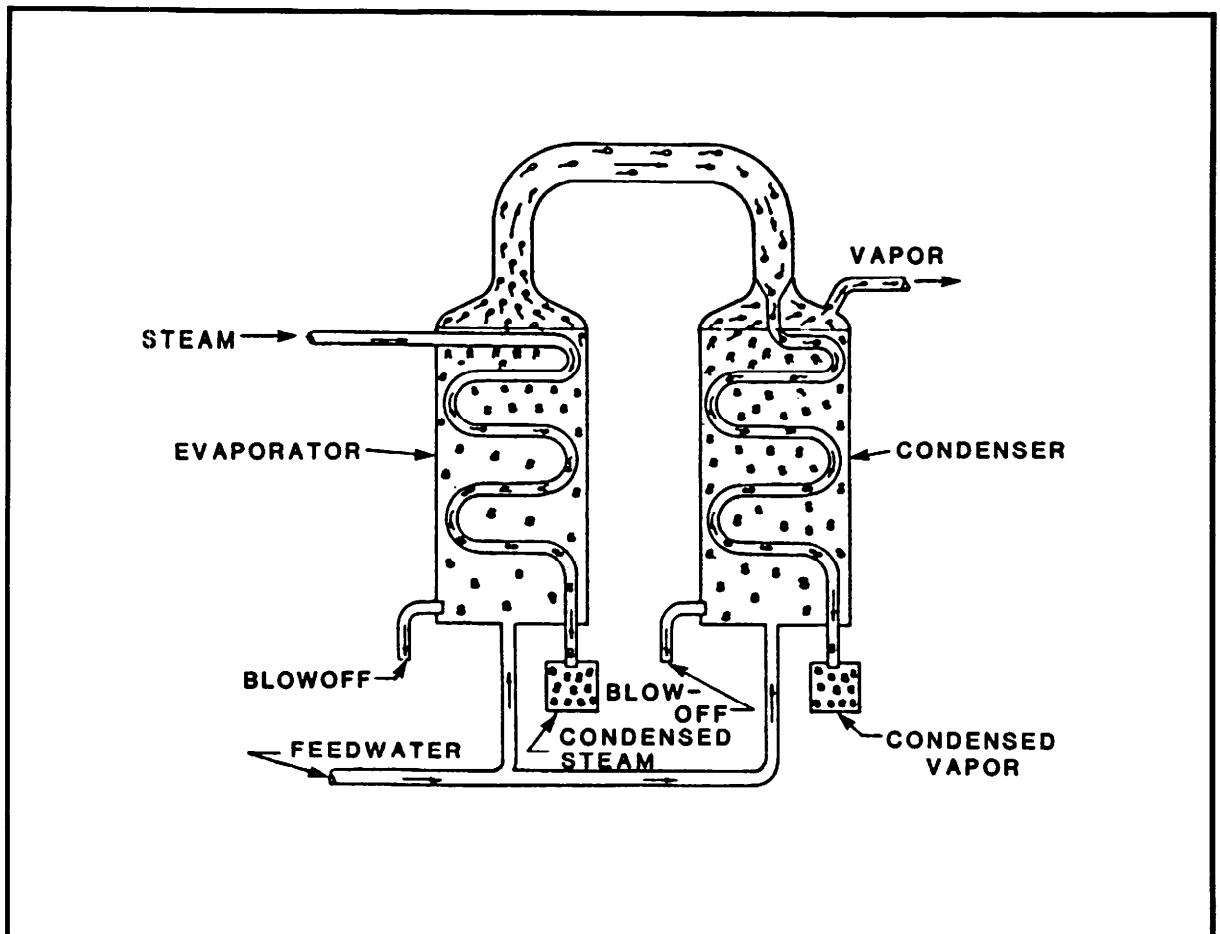 VAPOR
STEAM
EVAPORATOR
CONDENSER
BLOWOFF
BLOW-
OFF
FEEDWATER
CONDENSED
STEAM
CONDENSED
VAPOR